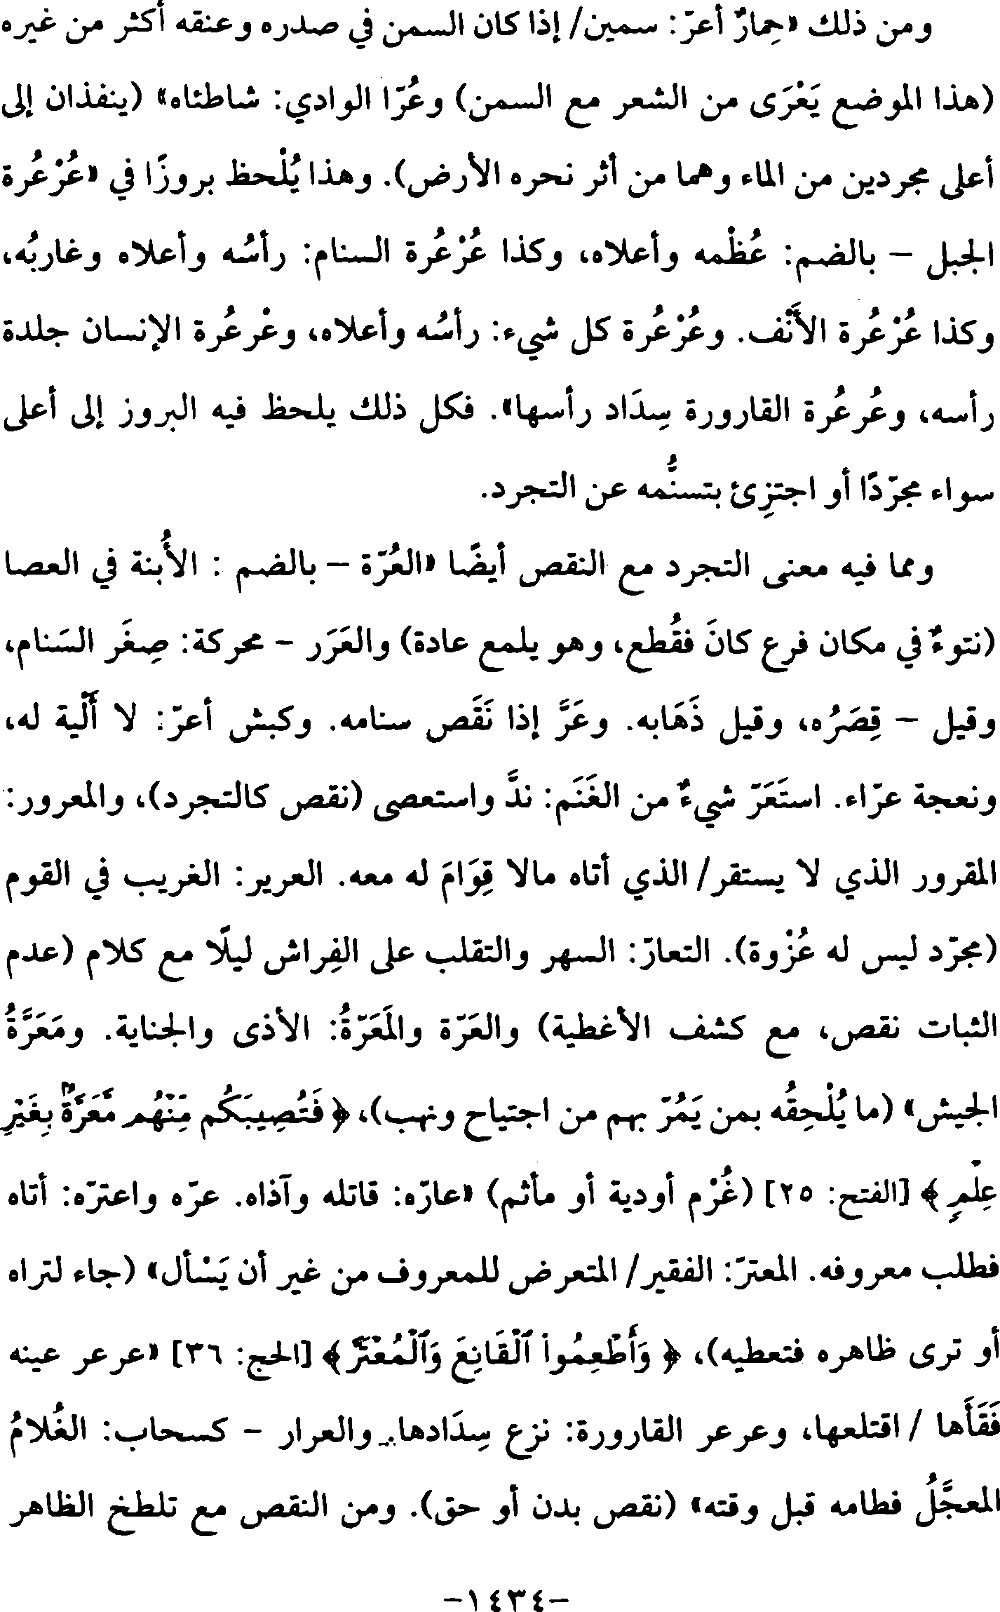 ومن ذلك «حِمارٌ أعرّ: سمين/ إذا كان السمن في صدره وعنقه أكثر من غيره
(هذا الموضع يَعْرَى من الشعر مع السمن) وعُرّا الوادي: شاطئاه» (ينفذان إلى
أعلى مجردين من الماء وهما من أثر نحره الأرض). وهذا يُلْحظ بروزًا في «عُرْعُرة
الجبل – بالضم: عُظْمه وأعلاه، وكذا عُرْعُرة السنام: رأسُه وأعلاه وغاربُه،
وكذا عُرْعُرة الأَنْف. وعُرْعُرة كل شيء: رأسُه وأعلاه، وعْرعُرة الإنسان جلدة
رأسه، وعُرعُرة القارورة سِدَاد رأسها». فكل ذلك يلحظ فيه البروز إلى أعلى
سواء مجرّدًا أو اجتزِئ بتسنُّمه عن التجرد.
ومما فيه معنى التجرد مع النقص أيضًا «العُرّة – بالضم : الأُبنة في العصا
(نتوءٌ في مكان فرع كانَ فقُطع، وهو يلمع عادة) والعَرَر – محركة: صِغَر السَنام،
وقيل – قِصَرُه، وقيل ذَهَابه. وعَرَّ إذا نَقَص سنامه. وكبش أعرّ: لا أَلْية له،
ونعجة عرّاء. استَعَرّ شيءٌ من الغَنَم: ندَّ واستعصى (نقص كالتجرد)، والمعرور:
المقرور الذي لا يستقر/ الذي أتاه مالا قِوَامَ له معه. العرير: الغريب في القوم
(مجرّد ليس له عُزْوة). التعارّ: السهر والتقلب على الفِراش ليلًا مع كلام (عدم
الثبات نقص، مع كشف الأغطية) والعَرّة والمَعَرّةُ: الأذى والجناية. ومَعَرَّةُ
الجيش» (ما يُلْحِقُه بمن يَمُرّ بهم من اجتياح ونهب)، ﴿ فَتُصِيبَكُم مِّنْهُم مَّعَرَّةٌۢ بِغَيْرِ
عِلْمٍ ﴾ [الفتح: ٢٥] (غُرْم أودية أو مأثم) «عارّه: قاتله وآذاه. عرّه واعترّه: أتاه
فطلب معروفه. المعترّ: الفقير/ المتعرض للمعروف من غير أن يَسْأل» (جاء لتراه
أو ترى ظاهره فتعطيه)، ﴿ وَأَطْعِمُوا۟ ٱلْقَانِعَ وَٱلْمُعْتَرَّ ﴾ [الحج: ٣٦] «عرعر عينه
فَقَأَها / اقتلعها، وعرعر القارورة: نزع سِدَادها. والعرار – كسحاب: الغُلامُ
المعجَّلُ فطامه قبل وقته» (نقص بدن أو حق). ومن النقص مع تلطخ الظاهر
-١٤٣٤-